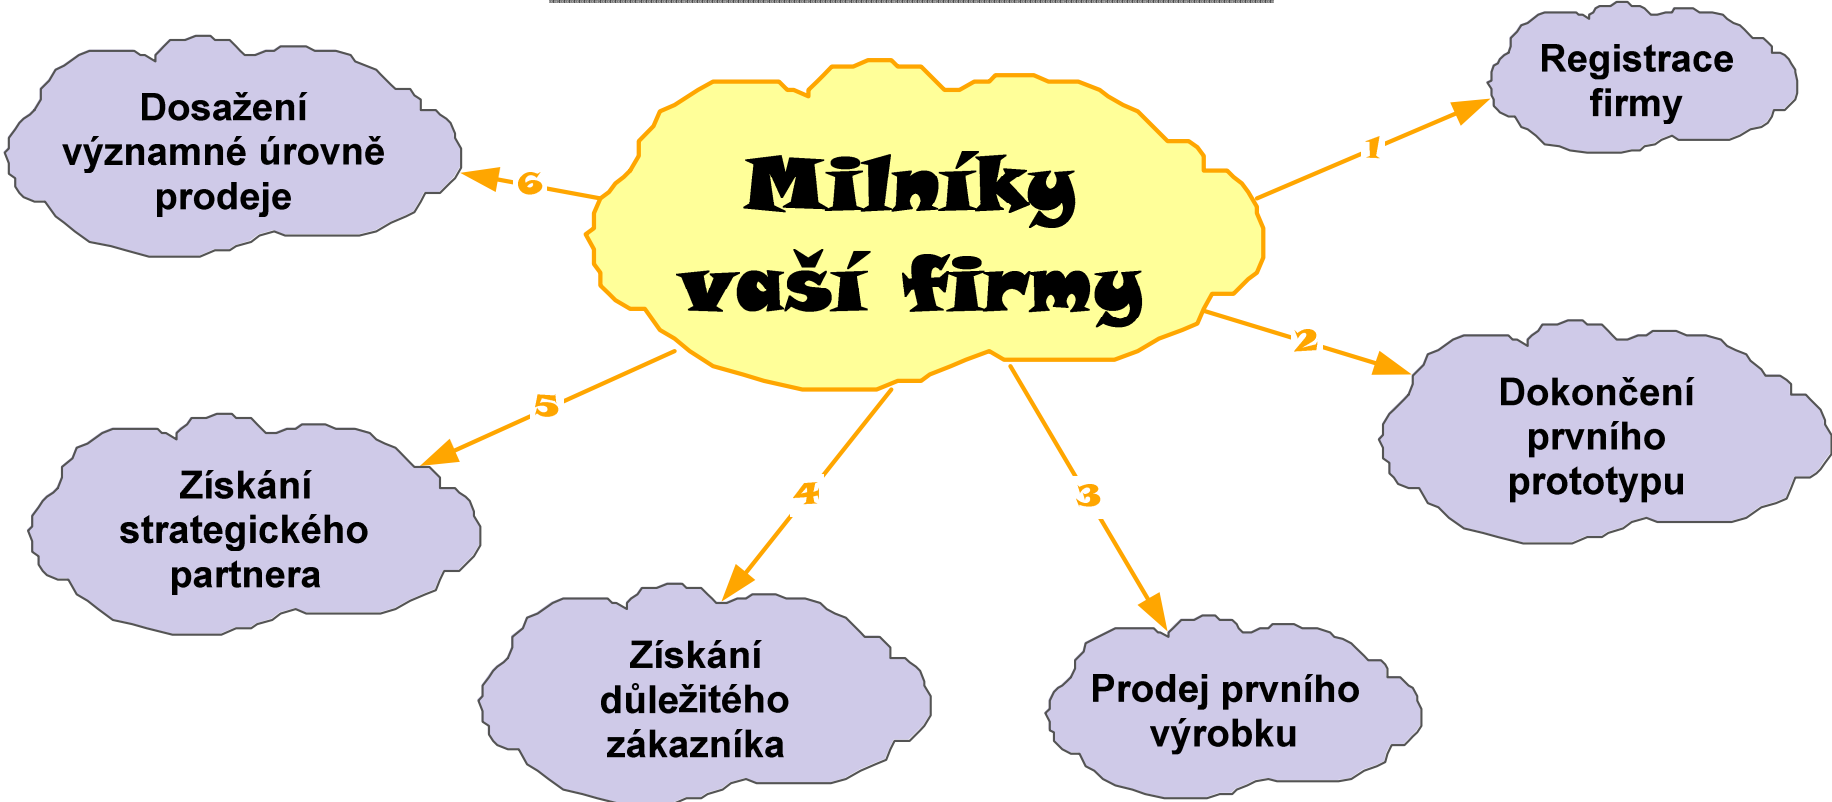 Milníky
vaší firmy
1
Registrace
firmy
2
Dokončení
prvního
prototypu
3
Prodej prvního
výrobku
4
Získání
důležitého
zákazníka
5
Získání
strategického
partnera
6
Dosažení
významné úrovně
prodeje